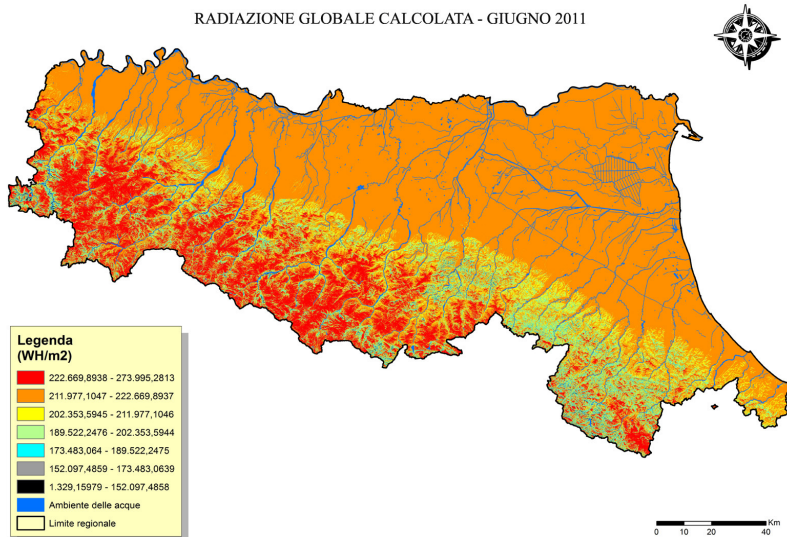 RADIAZIONE GLOBALE CALCOLATA - GIUGNO 2011
Legenda
(WH/m2)
222.669,8938 - 273.995,2813
211.977,1047 - 222.669,8937
202.353,5945 - 211.977,1046
189.522,2476 - 202.353,5944
173.483,064 - 189.522,2475
152.097,4859 - 173.483,0639
1.329,15979 - 152.097,4858
Ambiente delle acque
Limite regionale
Km
0 10 20 40